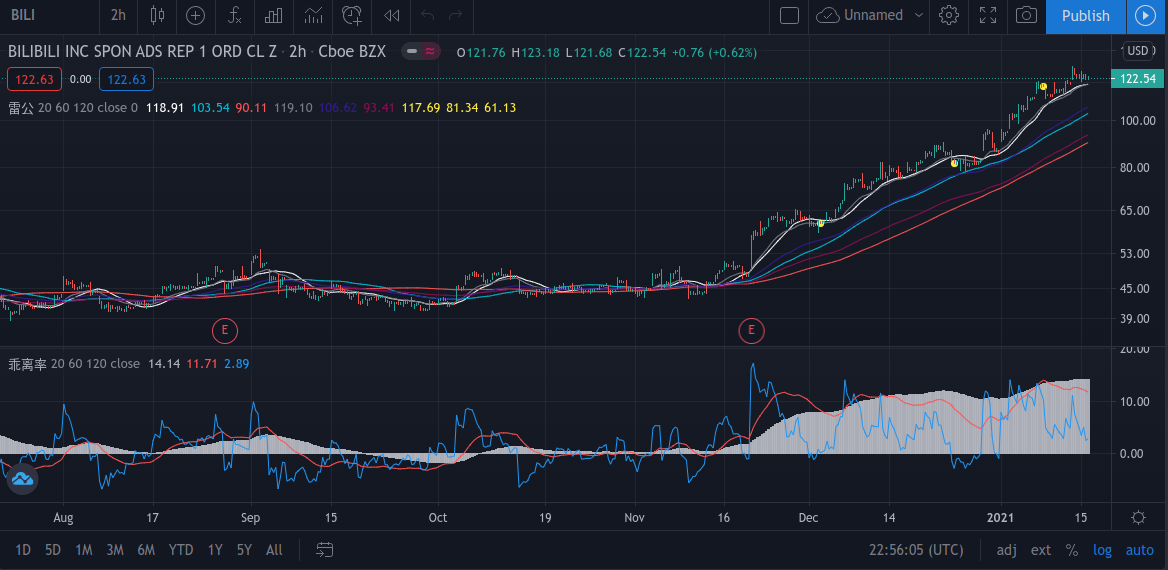 BILI 2h Unnamed Publish
BILIBILI INC SPON ADS REP 1 ORD CL Z · 2h · Cboe BZX O121.76 H123.18 L121.68 C122.54 +0.76 (+0.62%) USD
122.63 0.00 122.63
122.54
雷公 20 60 120 close 0 118.91 103.54 90.11 119.10 106.62 93.41 117.69 81.34 61.13
100.00
80.00
65.00
53.00
45.00
39.00
E E
20.00
乖离率 20 60 120 close 14.14 11.71 2.89
10.00
0.00
Aug 17 Sep 15 Oct 19 Nov 16 Dec 14 2021 15
1D 5D 1M 3M 6M YTD 1Y 5Y All 22:56:05 (UTC) adj ext % log auto